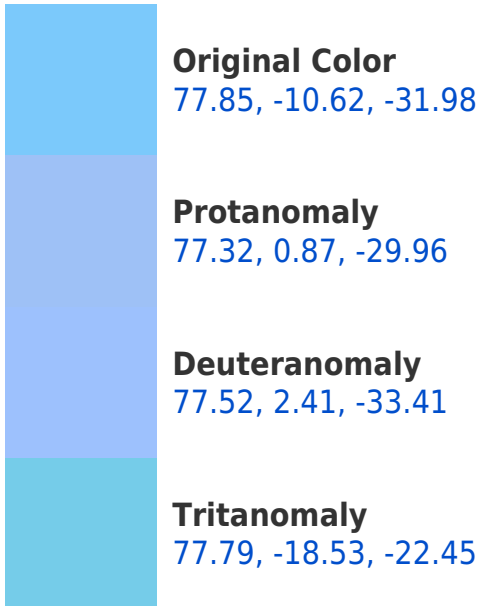 Original Color
77.85, -10.62, -31.98
Protanomaly
77.32, 0.87, -29.96
Deuteranomaly
77.52, 2.41, -33.41
Tritanomaly
77.79, -18.53, -22.45